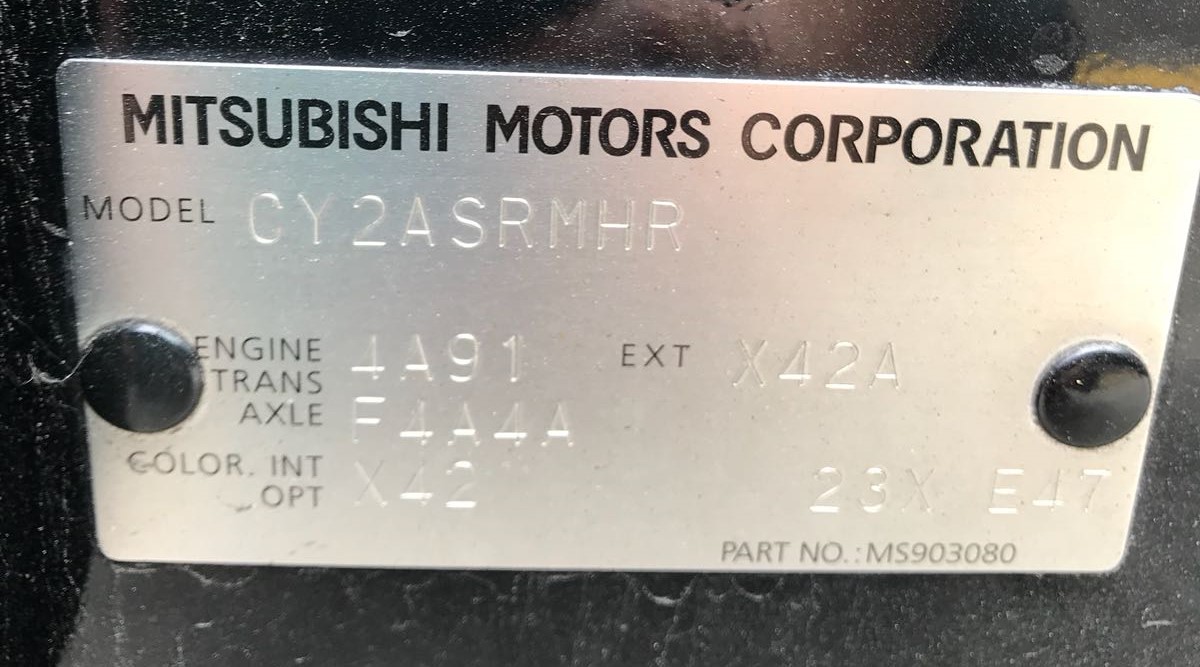 MITSUBISHI MOTORS CORPORATION
MODEL CY2ASRMHR
ENGINE 4A91 EXT X42A
TRANS
AXLE F4A4A
COLOR. INT X42 23X E47
OPT
PART NO.: MS903080